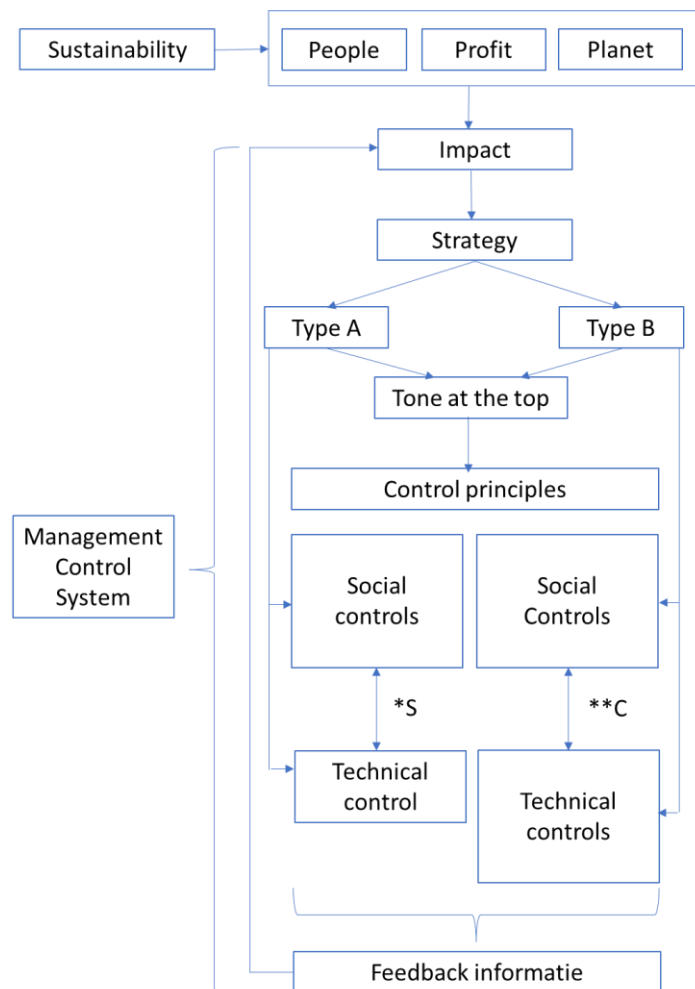 Sustainability
People
Profit
Planet
Impact
Strategy
Type A
Type B
Tone at the top
Control principles
Management
Control
System
Social
controls
Social
Controls
*S
**C
Technical
control
Technical
controls
Feedback informatie